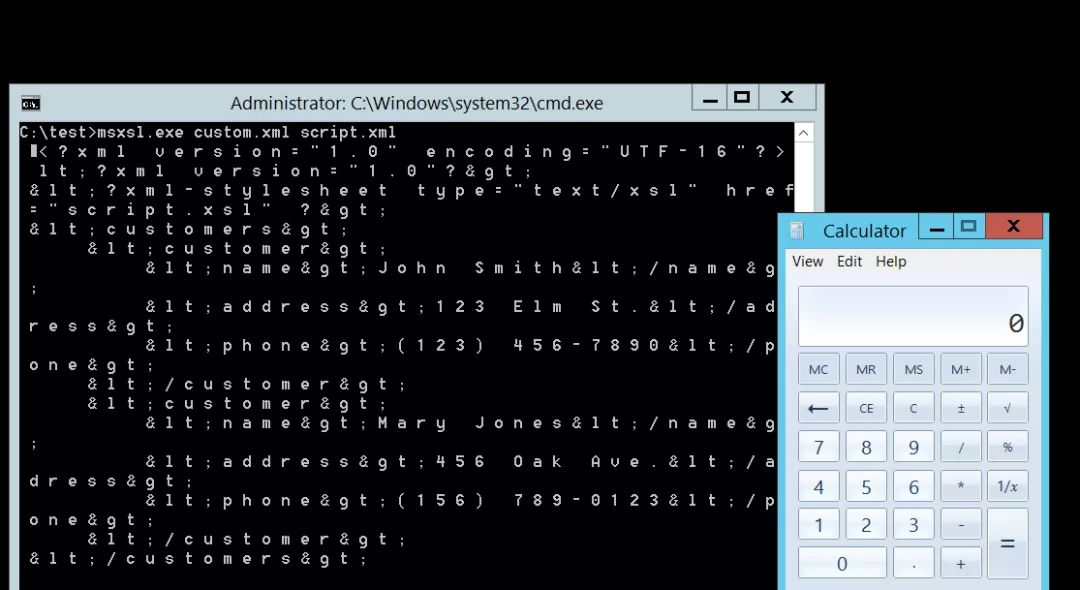 Administrator: C:\Windows\system32\cmd.exe
C:\test>msxsl.exe custom.xml script.xml
<?xml version="1.0" encoding="UTF-16"?>
lt;?xml version="1.0"?&gt;
&lt;?xml-stylesheet type="text/xsl" href
="script.xsl" ?&gt;
&lt;customers&gt;
&lt;customer&gt;
&lt;name&gt;John Smith&lt;/name&g
;
&lt;address&gt;123 Elm St.&lt;/ad
ress&gt;
&lt;phone&gt;(123) 456-7890&lt;/p
one&gt;
&lt;/customer&gt;
&lt;customer&gt;
&lt;name&gt;Mary Jones&lt;/name&g
;
&lt;address&gt;456 Oak Ave.&lt;/a
dress&gt;
&lt;phone&gt;(156) 789-0123&lt;/p
one&gt;
&lt;/customer&gt;
&lt;/customers&gt;
Calculator
View Edit Help
0
MC MR MS M+ M-
← CE C ± √
7 8 9 / %
4 5 6 * 1/x
1 2 3 - =
0 . +